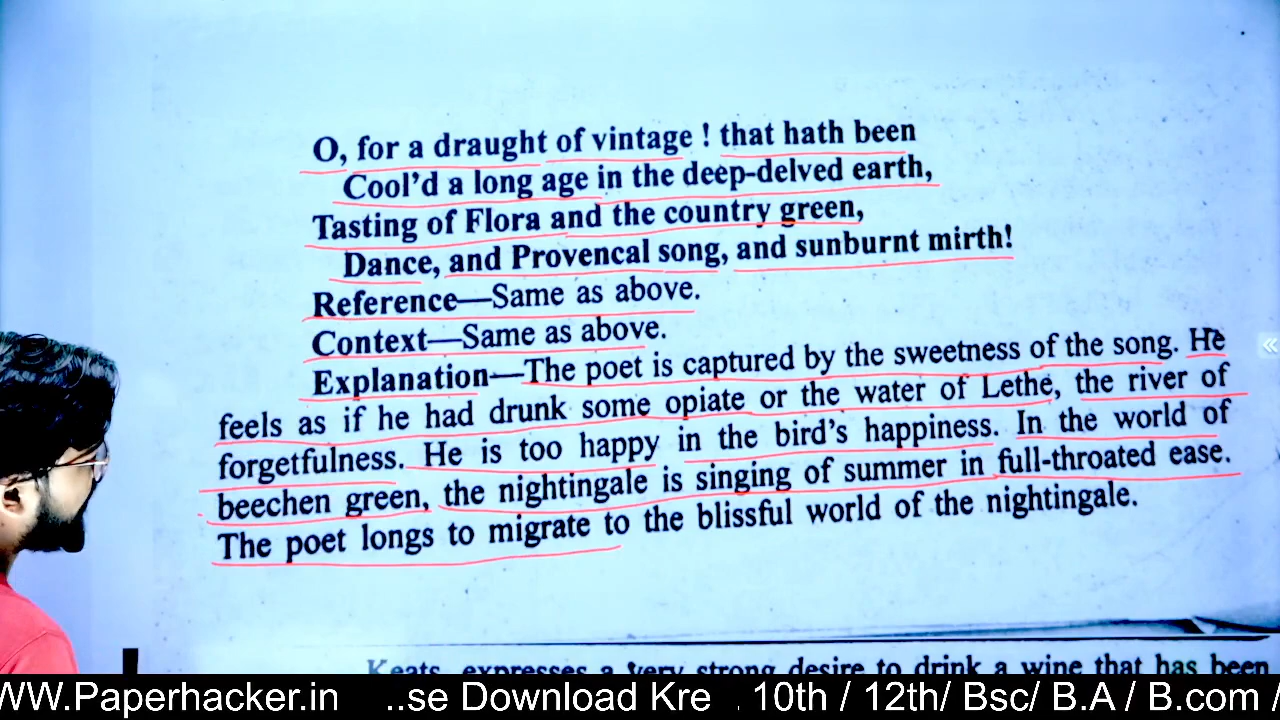 O, for a draught of vintage ! that hath been
Cool'd a long age in the deep-delved earth,
Tasting of Flora and the country green,
Dance, and Provencal song, and sunburnt mirth!
Reference—Same as above.
Context—Same as above.
Explanation—The poet is captured by the sweetness of the song. He
feels as if he had drunk some opiate or the water of Lethe, the river of
forgetfulness. He is too happy in the bird's happiness. In the world of
beechen green, the nightingale is singing of summer in full-throated ease.
The poet longs to migrate to the blissful world of the nightingale.
Keats expresses a very strong desire to drink a wine that has been
WW.Paperhacker.in ..se Download Kre . 10th / 12th/ Bsc/ B.A / B.com /